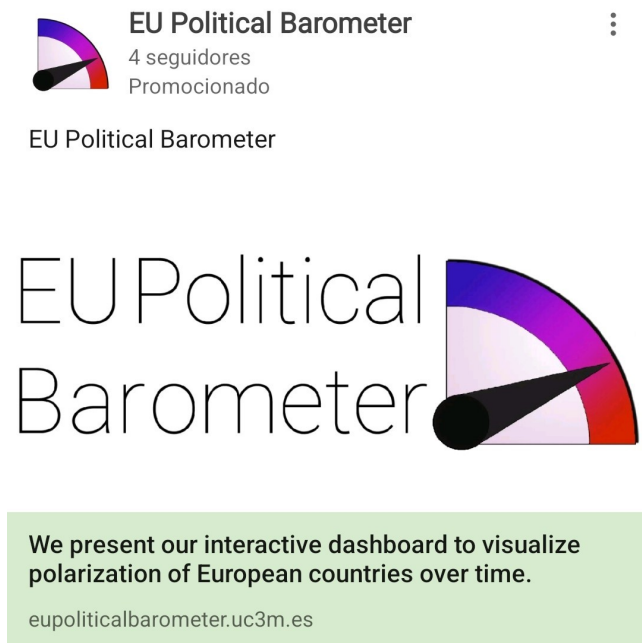 EU Political Barometer
4 seguidores
Promocionado
EU Political Barometer
EU Political
Barometer
We present our interactive dashboard to visualize
polarization of European countries over time.
eupoliticalbarometer.uc3m.es